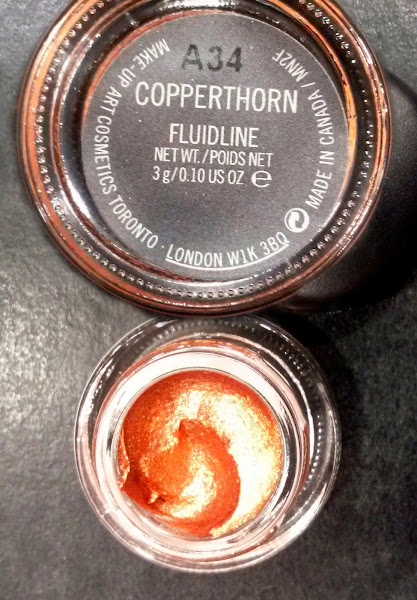 A34
COPPERTHORN
FLUIDLINE
NET WT./POIDS NET
3 g/0.10 US OZ ℮
MAKE-UP ART COSMETICS TORONTO · LONDON W1K 3BQ
MADE IN CANADA / MN2F